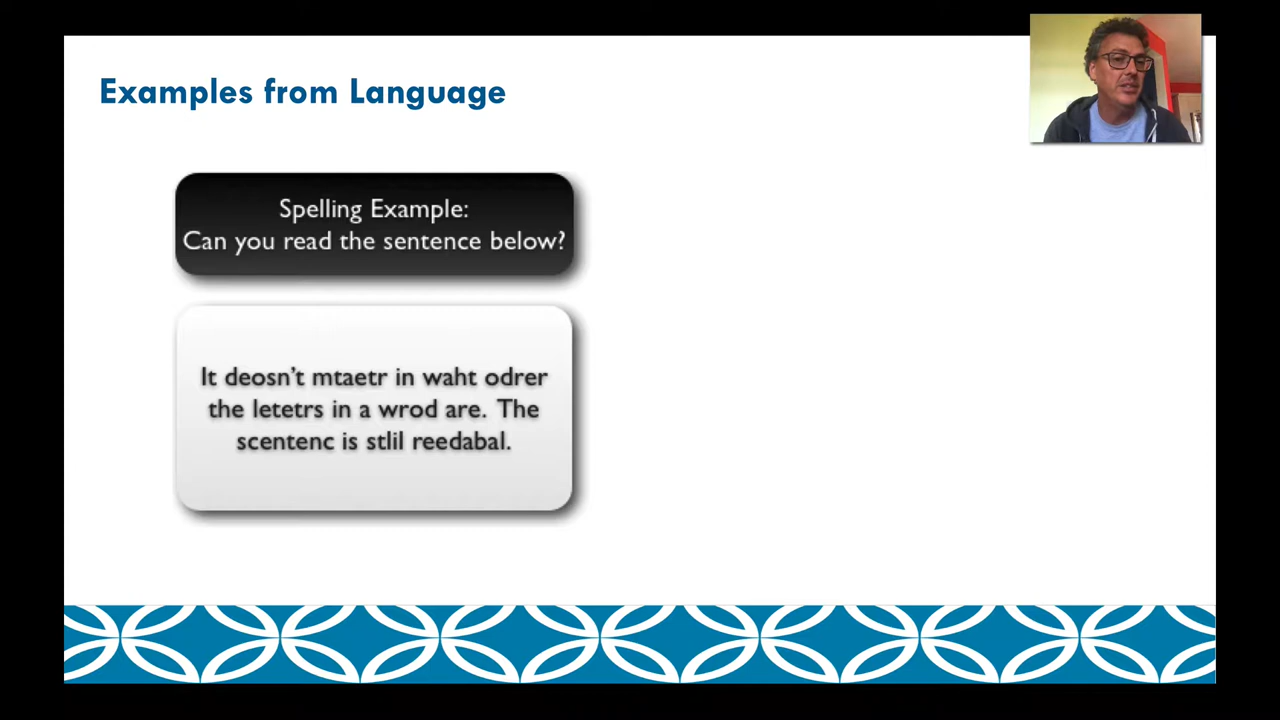 Examples from Language
Spelling Example:
Can you read the sentence below?
It deosn’t mtaetr in waht odrer
the letetrs in a wrod are. The
scentenc is stlil reedabal.